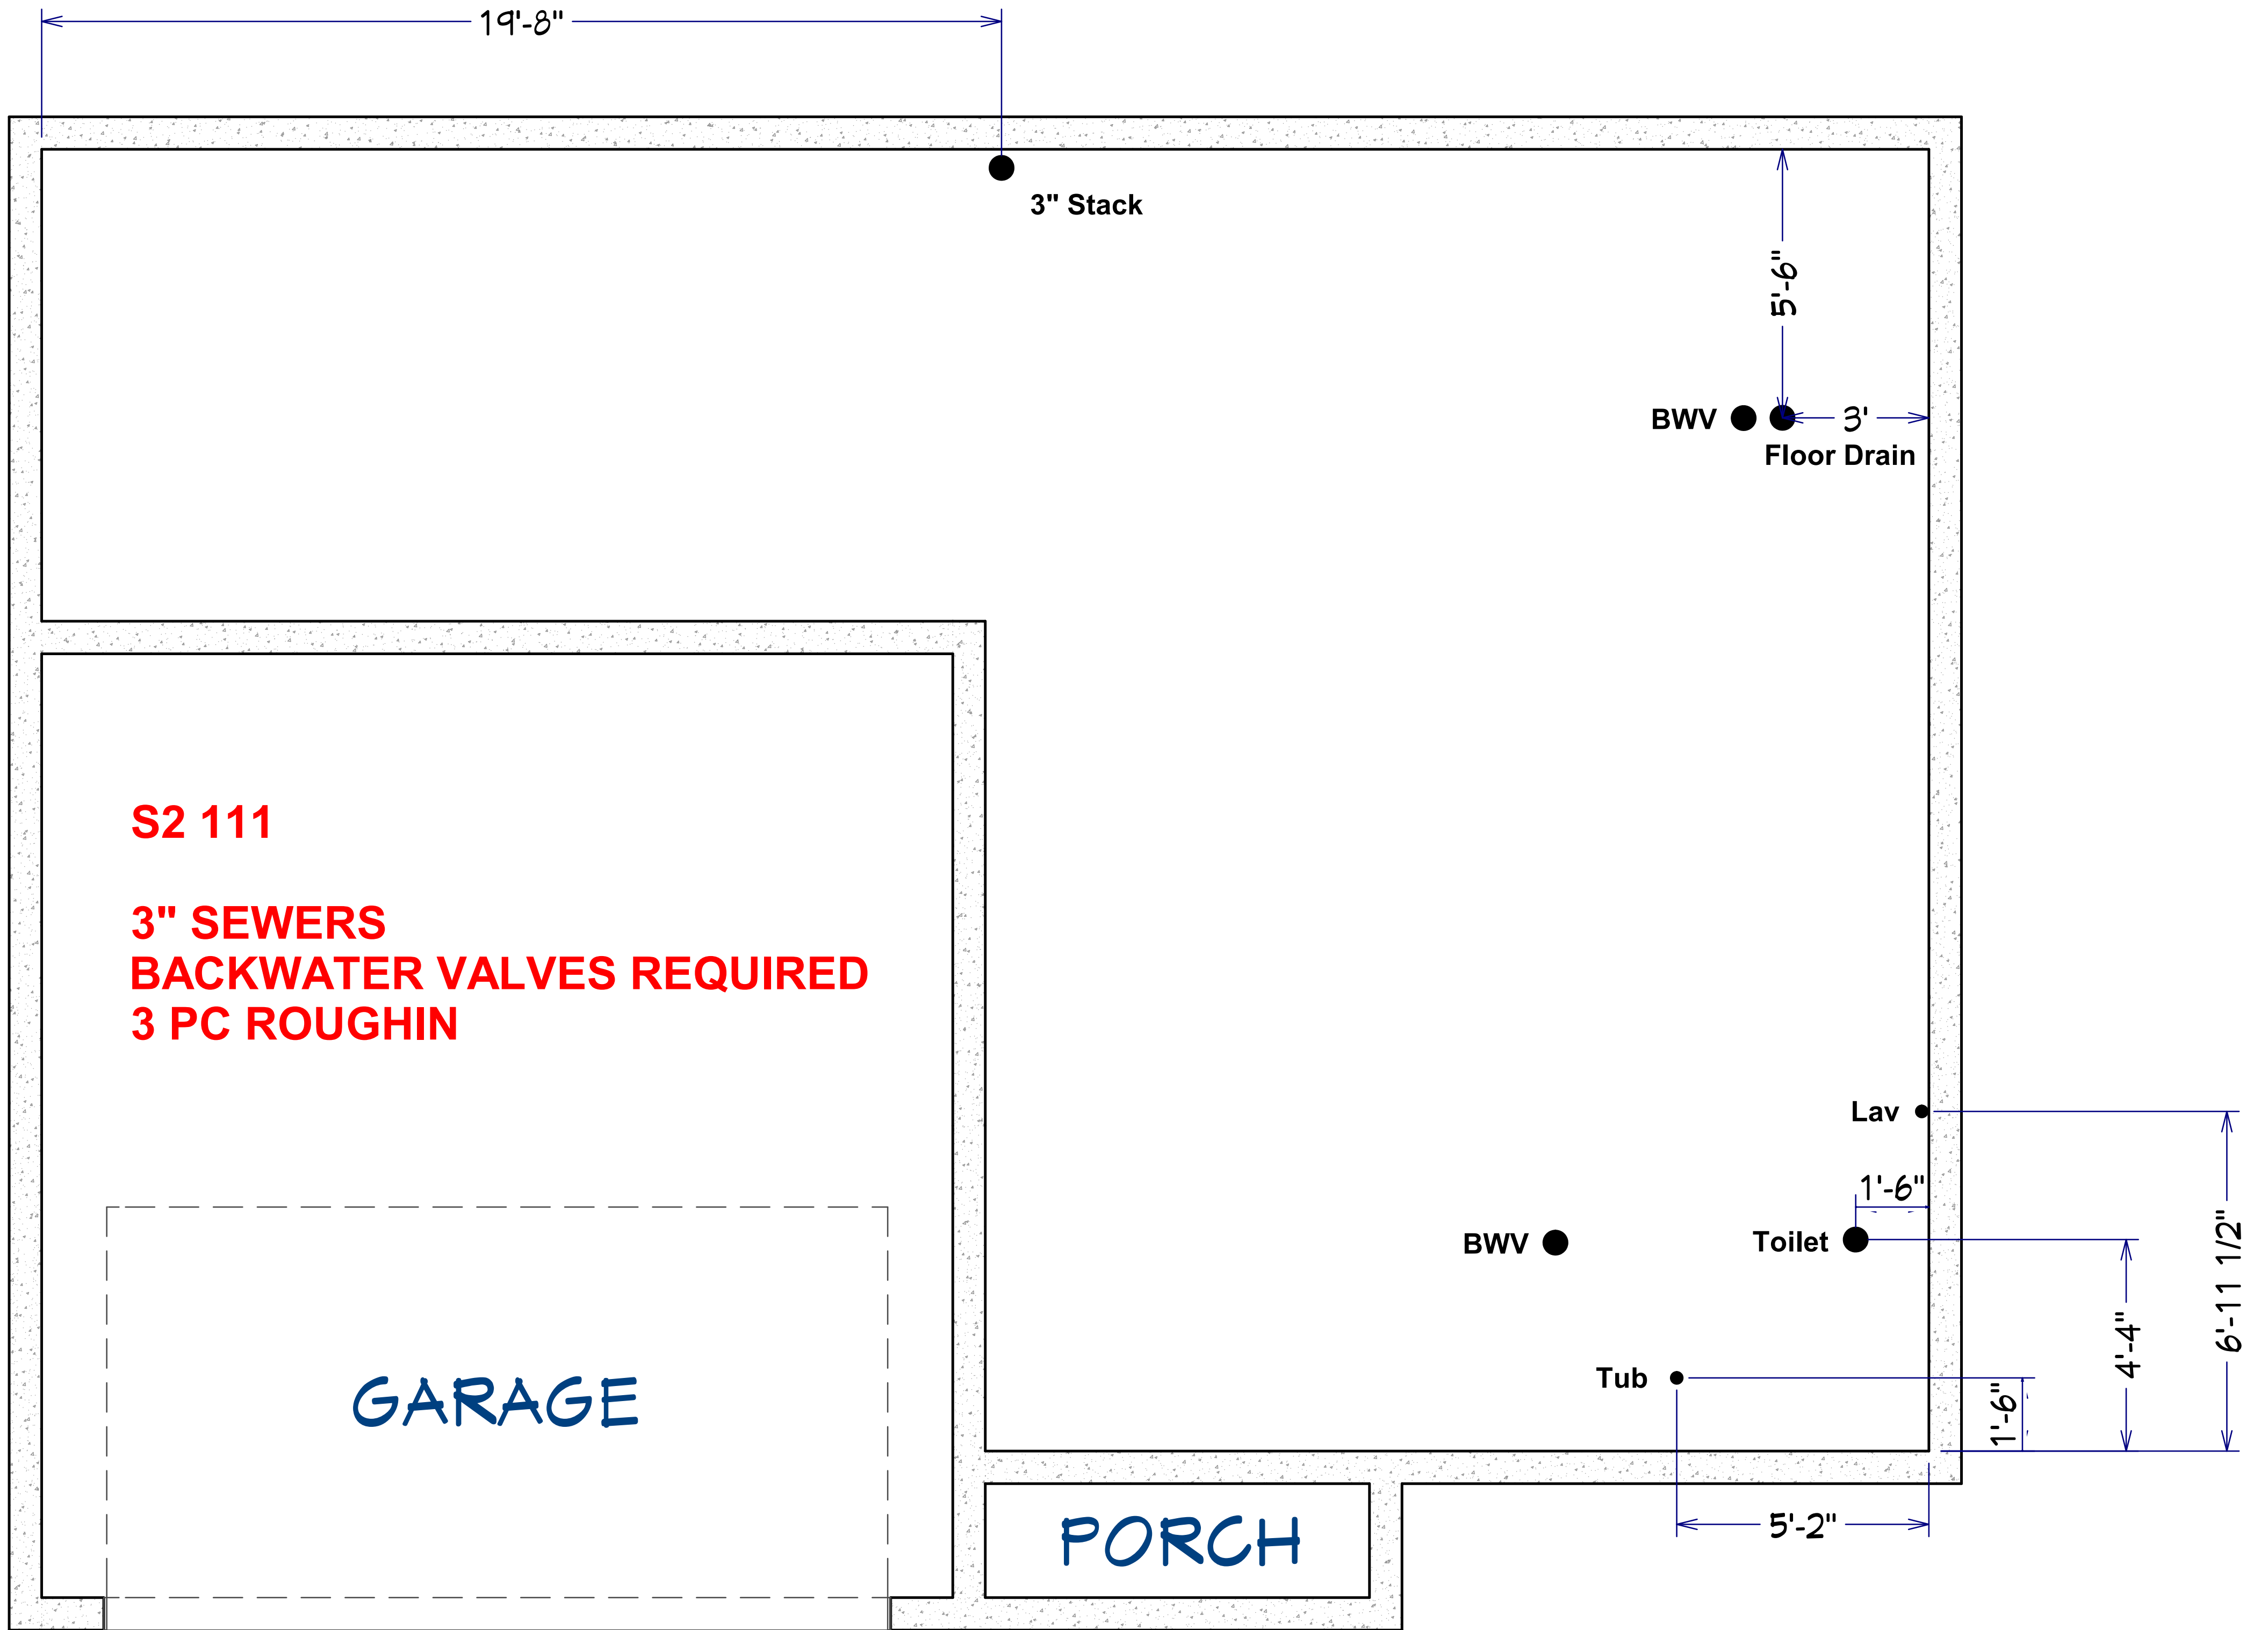 19'-8"
3" Stack
5'-6"
BWV
3'
Floor Drain
S2 111
3" SEWERS
BACKWATER VALVES REQUIRED
3 PC ROUGHIN
Lav
1'-6"
BWV
Toilet
6'-11 1/2"
4'-4"
Tub
1'-6"
GARAGE
PORCH
5'-2"